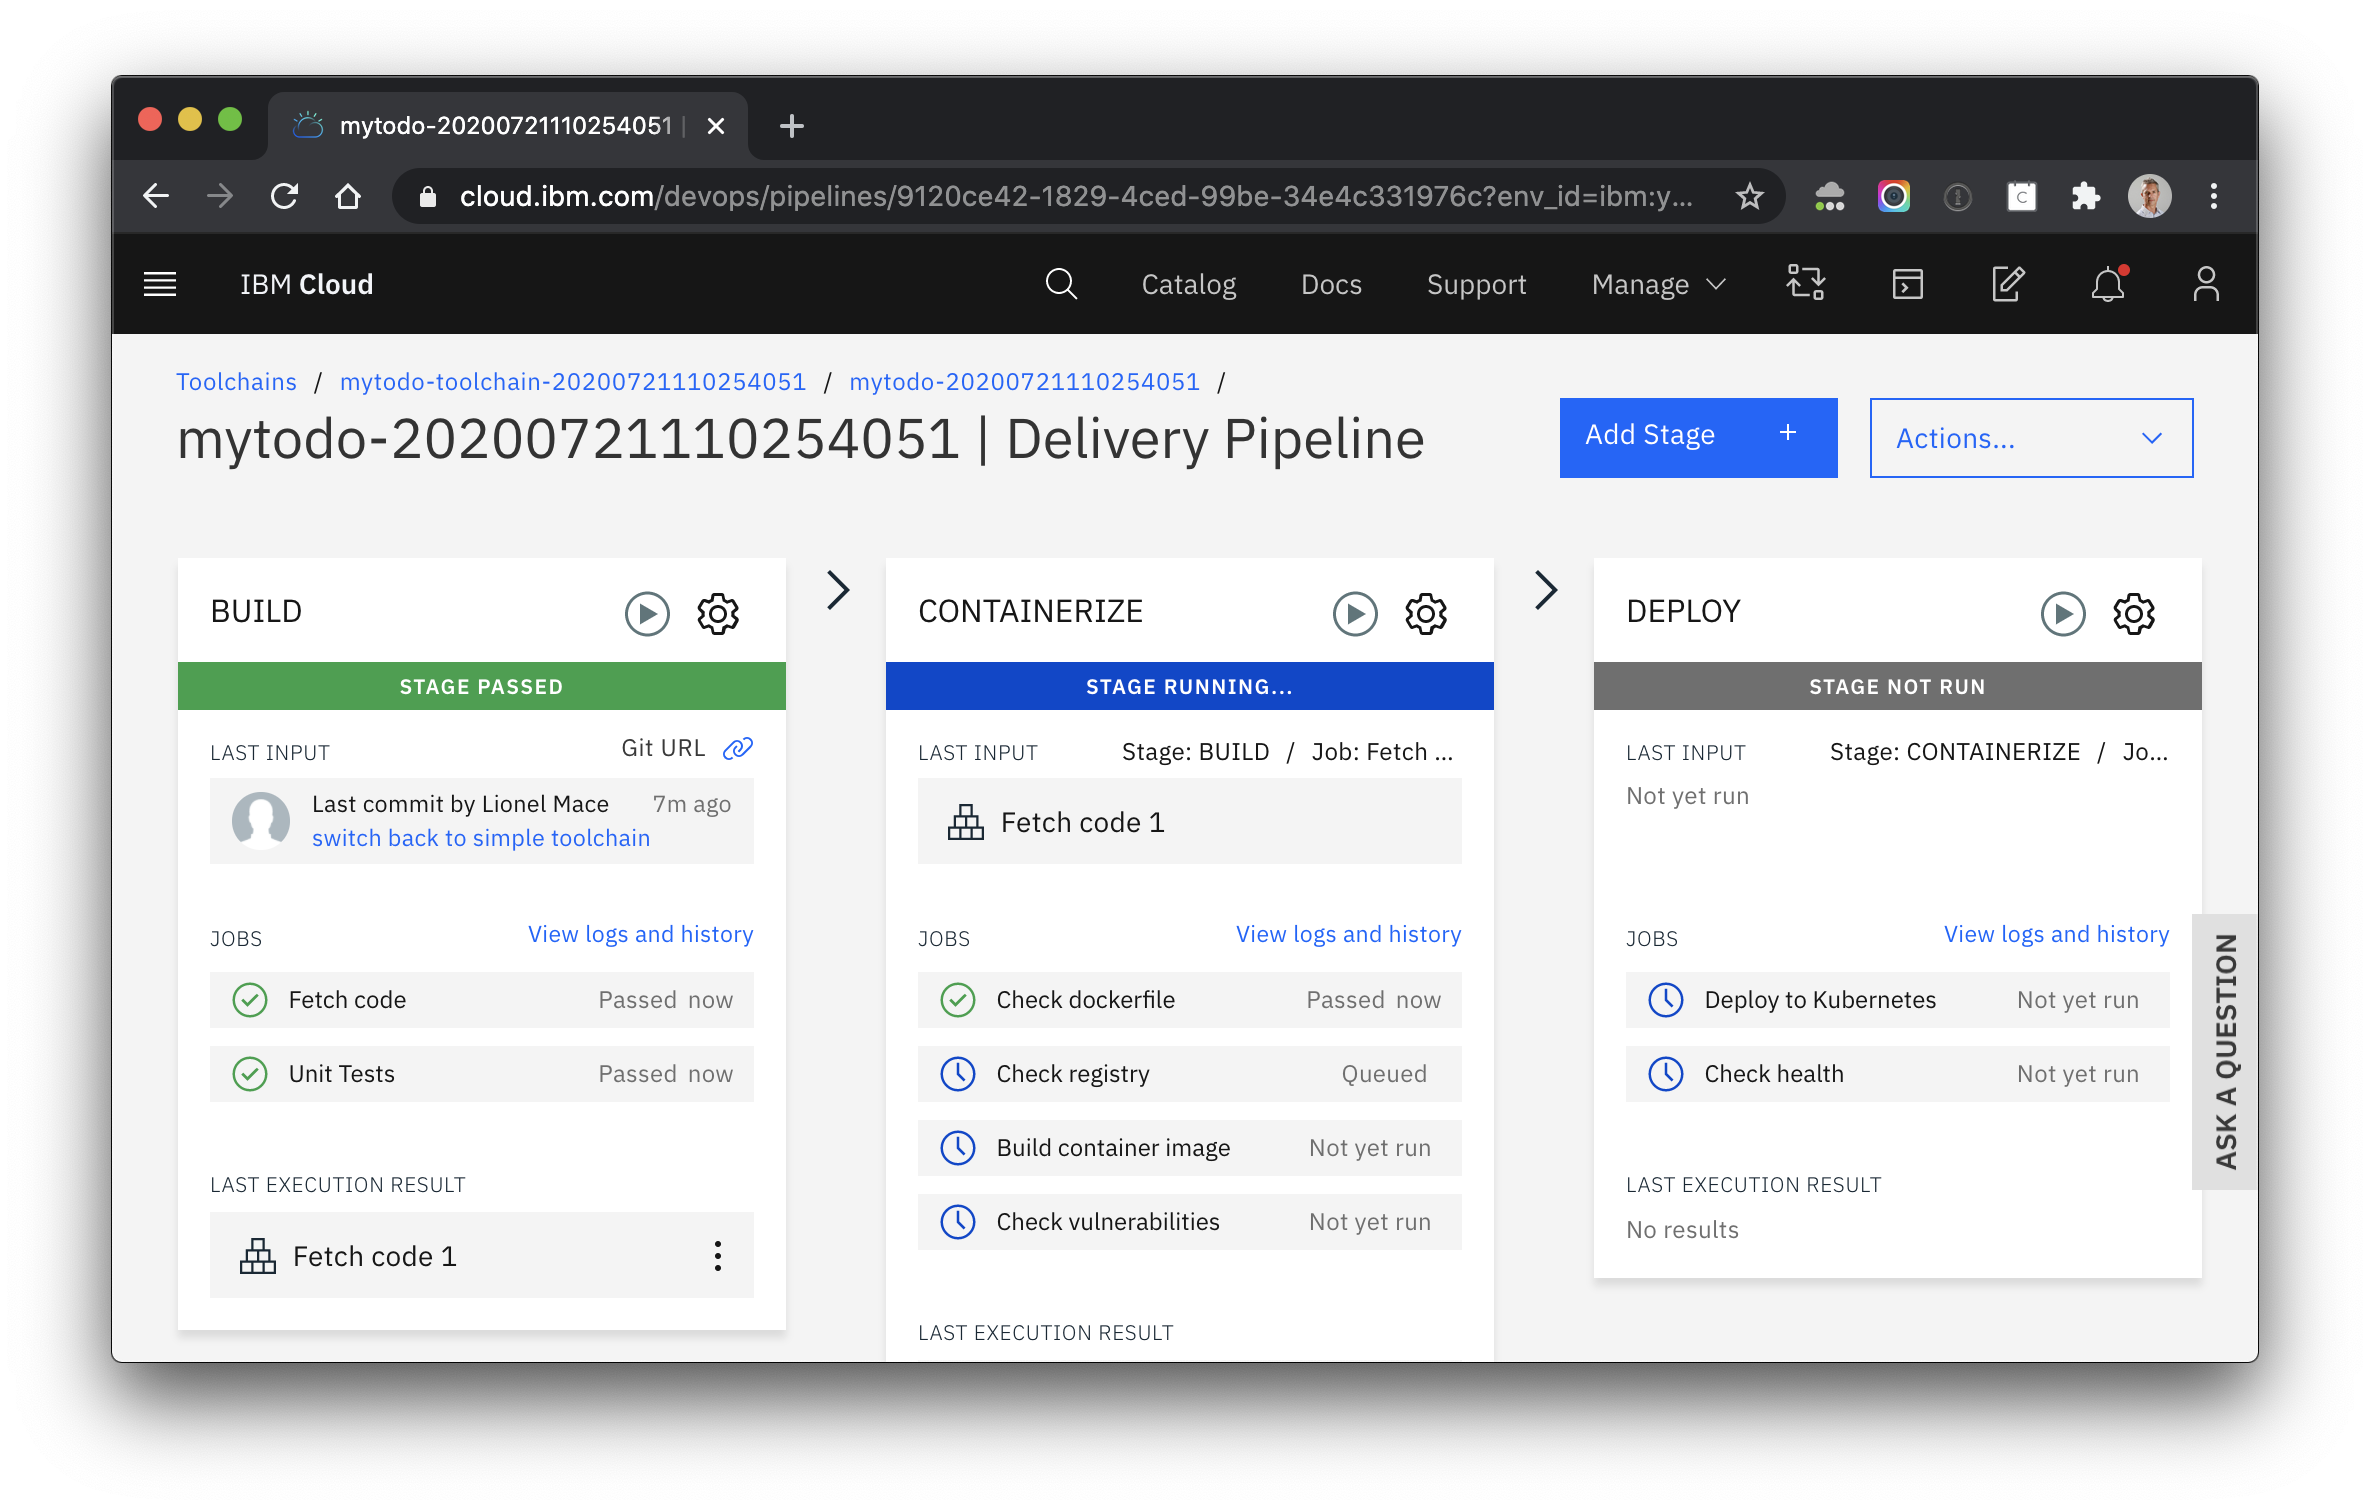 mytodo-20200721110254051 |
cloud.ibm.com/devops/pipelines/9120ce42-1829-4ced-99be-34e4c331976c?env_id=ibm:y...
IBM Cloud
Catalog
Docs
Support
Manage
Toolchains / mytodo-toolchain-20200721110254051 / mytodo-20200721110254051 /
mytodo-20200721110254051 | Delivery Pipeline
Add Stage +
Actions...
BUILD
STAGE PASSED
LAST INPUT
Git URL
Last commit by Lionel Mace 7m ago
switch back to simple toolchain
JOBS
View logs and history
Fetch code Passed now
Unit Tests Passed now
LAST EXECUTION RESULT
Fetch code 1
CONTAINERIZE
STAGE RUNNING...
LAST INPUT
Stage: BUILD / Job: Fetch ...
Fetch code 1
JOBS
View logs and history
Check dockerfile Passed now
Check registry Queued
Build container image Not yet run
Check vulnerabilities Not yet run
LAST EXECUTION RESULT
DEPLOY
STAGE NOT RUN
LAST INPUT
Stage: CONTAINERIZE / Jo...
Not yet run
JOBS
View logs and history
Deploy to Kubernetes Not yet run
Check health Not yet run
LAST EXECUTION RESULT
No results
ASK A QUESTION